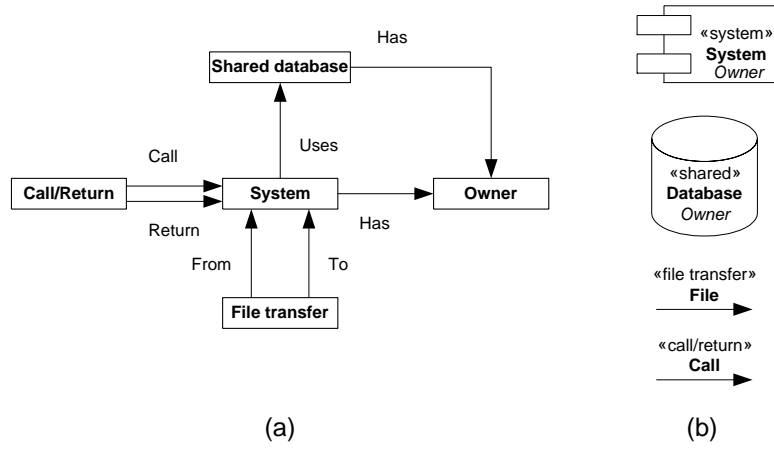 Has
Shared database
Call
Uses
Call/Return
System
Owner
Return
Has
From
To
File transfer
(a)
«system»
System
Owner
«shared»
Database
Owner
«file transfer»
File
«call/return»
Call
(b)